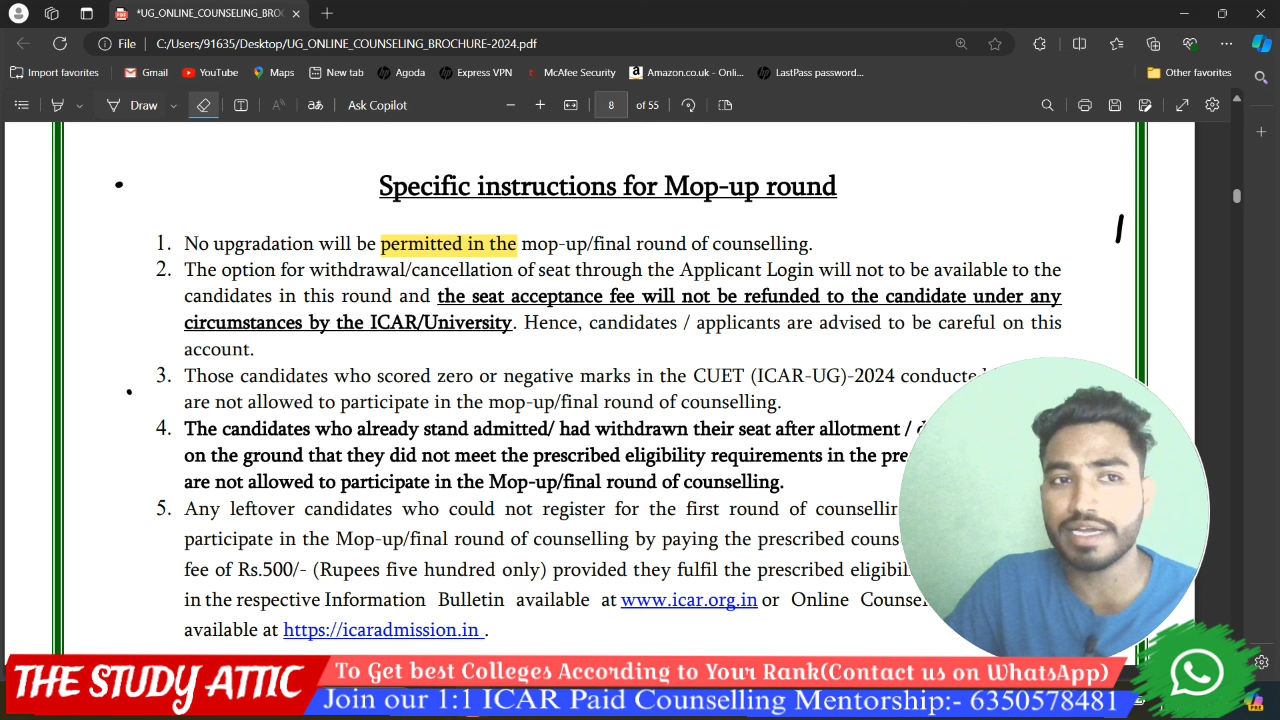 *UG_ONLINE_COUNSELING_BRO
File
C:/Users/91635/Desktop/UG_ONLINE_COUNSELING_BROCHURE-2024.pdf
Import favorites
Gmail
YouTube
Maps
New tab
Agoda
Express VPN
McAfee Security
Amazon.co.uk - Onli...
LastPass password...
Other favorites
Draw
Ask Copilot
8 of 55
Specific instructions for Mop-up round
1. No upgradation will be permitted in the mop-up/final round of counselling.
2. The option for withdrawal/cancellation of seat through the Applicant Login will not to be available to the
candidates in this round and the seat acceptance fee will not be refunded to the candidate under any
circumstances by the ICAR/University. Hence, candidates / applicants are advised to be careful on this
account.
3. Those candidates who scored zero or negative marks in the CUET (ICAR-UG)-2024 conducted
are not allowed to participate in the mop-up/final round of counselling.
4. The candidates who already stand admitted/ had withdrawn their seat after allotment /
on the ground that they did not meet the prescribed eligibility requirements in the
are not allowed to participate in the Mop-up/final round of counselling.
5. Any leftover candidates who could not register for the first round of
participate in the Mop-up/final round of counselling by paying the prescribed
fee of Rs.500/- (Rupees five hundred only) provided they fulfil the prescribed
in the respective Information Bulletin available at www.icar.org.in or Online
available at https://icaradmission.in .
THE STUDY ATTIC
To Get best Colleges According to Your Rank(Contact us on WhatsApp)
Join our 1:1 ICAR Paid Counselling Mentorship:- 6350578481